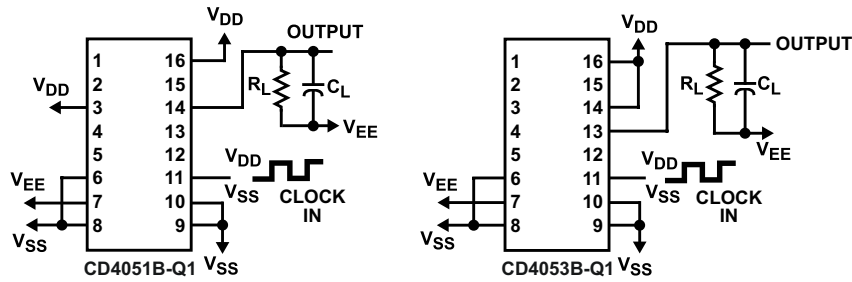 VDD
OUTPUT
1 16
2 15
VDD
3 14
RL
CL
4 13
VEE
5 12
VDD
6 11
VSS
CLOCK
IN
VEE
7 10
8 9
VSS
VSS
CD4051B-Q1
VDD
OUTPUT
1 16
2 15
3 14
RL
CL
4 13
VEE
5 12
VDD
6 11
VSS
CLOCK
IN
VEE
7 10
8 9
VSS
VSS
CD4053B-Q1